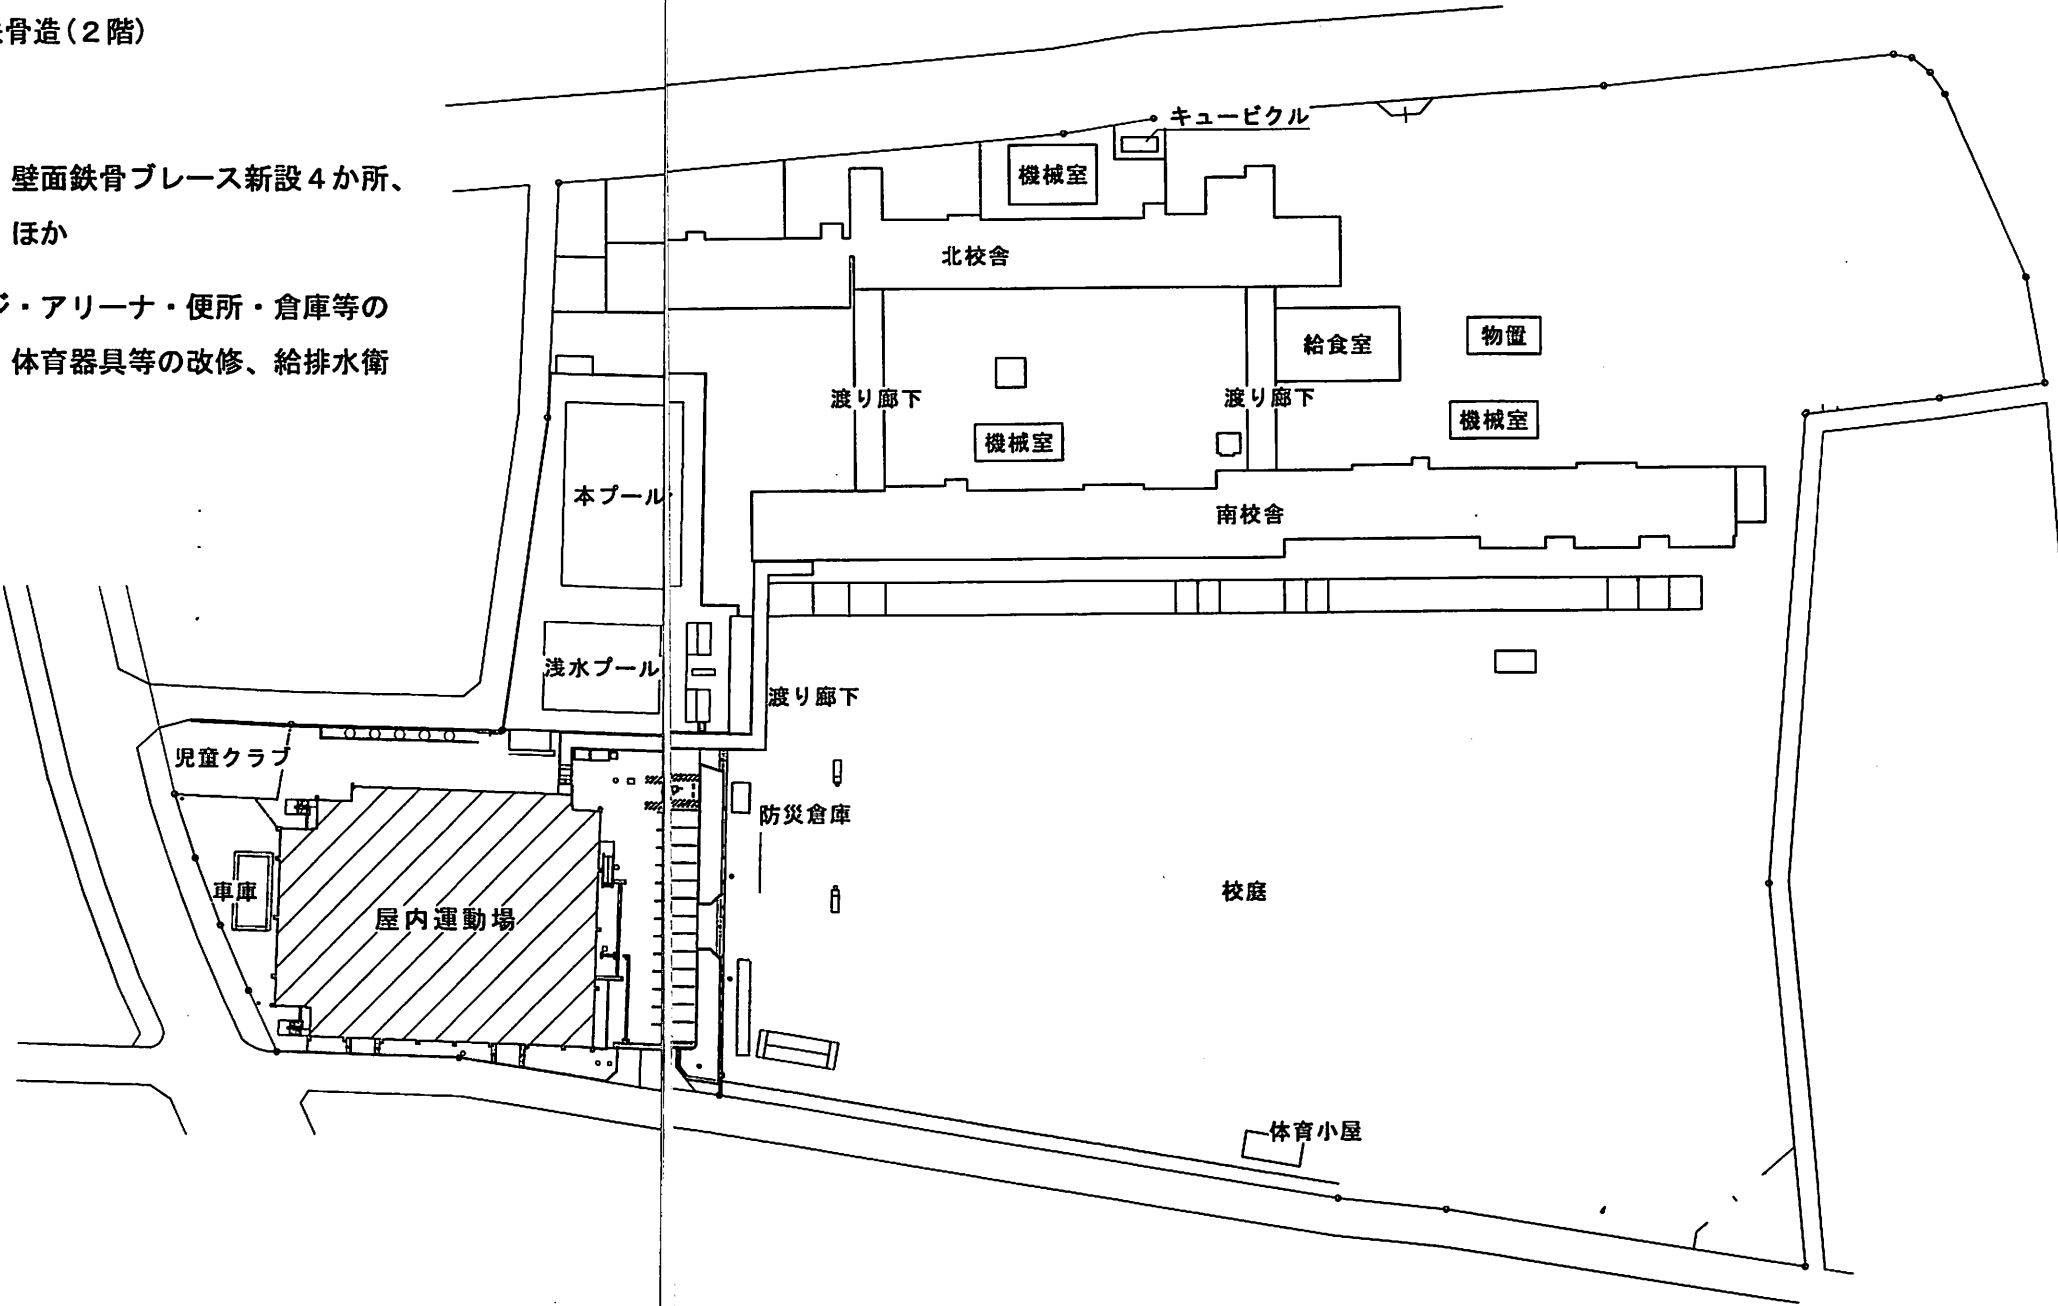 骨造(2階)
壁面鉄骨ブレース新設4か所、
ほか
・アリーナ・便所・倉庫等の
体育器具等の改修、給排水衛
キュービクル
機械室
北校舎
給食室
物置
渡り廊下
渡り廊下
機械室
機械室
本プール
南校舎
浅水プール
渡り廊下
児童クラブ
防災倉庫
車庫
屋内運動場
校庭
体育小屋